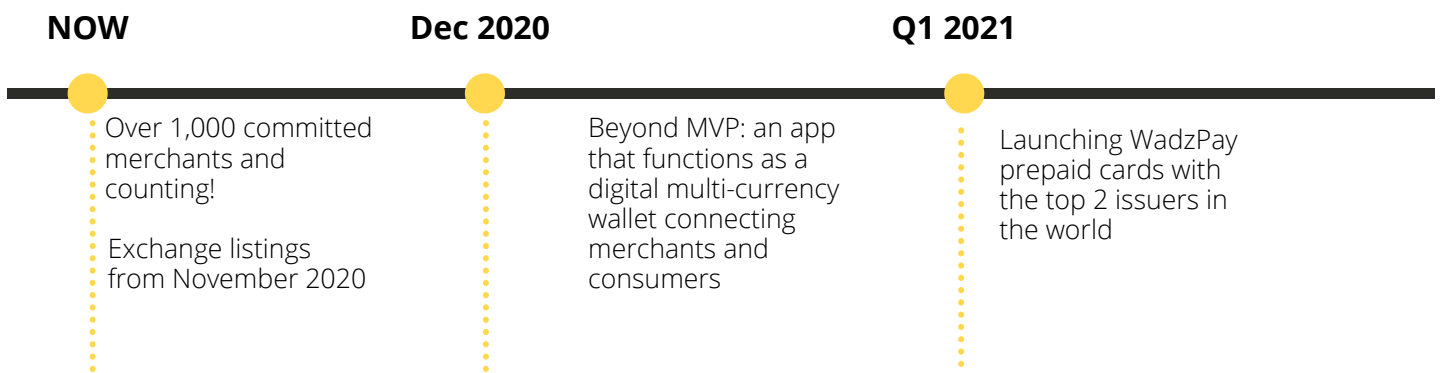 NOW
Over 1,000 committed
merchants and
counting!
Exchange listings
from November 2020
Dec 2020
Beyond MVP: an app
that functions as a
digital multi-currency
wallet connecting
merchants and
consumers
Q1 2021
Launching WadzPay
prepaid cards with
the top 2 issuers in
the world